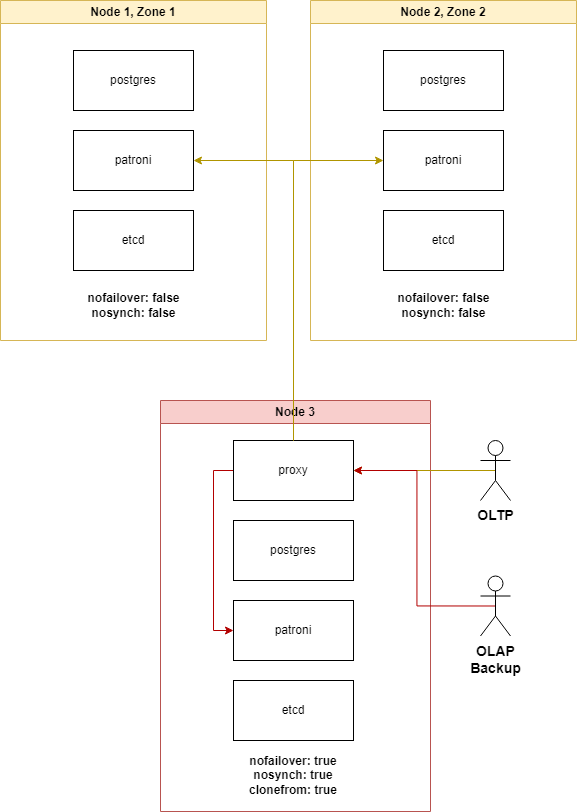 Node 1, Zone 1
postgres
patroni
etcd
nofailover: false
nosynch: false
Node 2, Zone 2
postgres
patroni
etcd
nofailover: false
nosynch: false
Node 3
proxy
postgres
patroni
etcd
nofailover: true
nosynch: true
clonefrom: true
OLTP
OLAP
Backup